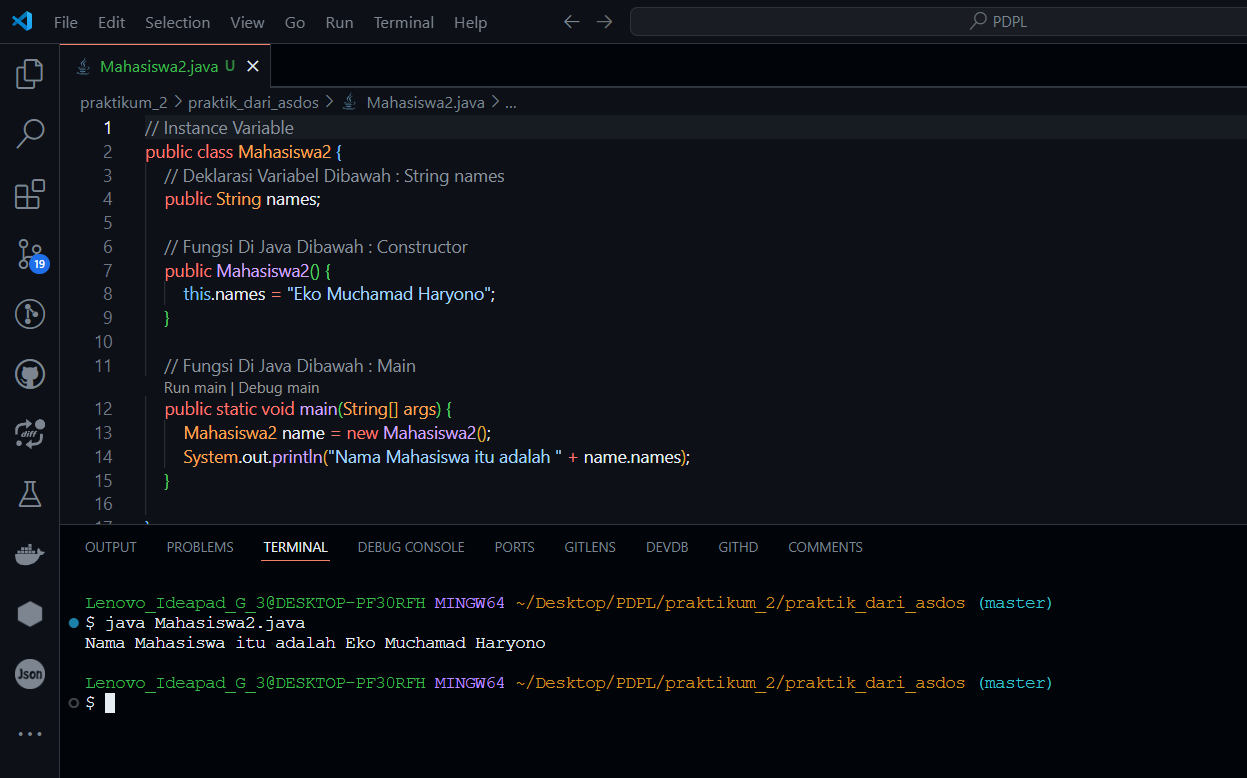 File Edit Selection View Go Run Terminal Help PDPL
Mahasiswa2.java U
praktikum_2 > praktik_dari_asdos > Mahasiswa2.java > ...
1 // Instance Variable
2 public class Mahasiswa2 {
3 // Deklarasi Variabel Dibawah : String names
4 public String names;
5
6 // Fungsi Di Java Dibawah : Constructor
7 public Mahasiswa2() {
8 this.names = "Eko Muchamad Haryono";
9 }
10
11 // Fungsi Di Java Dibawah : Main
Run main | Debug main
12 public static void main(String[] args) {
13 Mahasiswa2 name = new Mahasiswa2();
14 System.out.println("Nama Mahasiswa itu adalah " + name.names);
15 }
16
19
diff
Json
OUTPUT PROBLEMS TERMINAL DEBUG CONSOLE PORTS GITLENS DEVDB GITHD COMMENTS
Lenovo_Ideapad_G_3@DESKTOP-PF30RFH MINGW64 ~/Desktop/PDPL/praktikum_2/praktik_dari_asdos (master)
$ java Mahasiswa2.java
Nama Mahasiswa itu adalah Eko Muchamad Haryono
Lenovo_Ideapad_G_3@DESKTOP-PF30RFH MINGW64 ~/Desktop/PDPL/praktikum_2/praktik_dari_asdos (master)
$